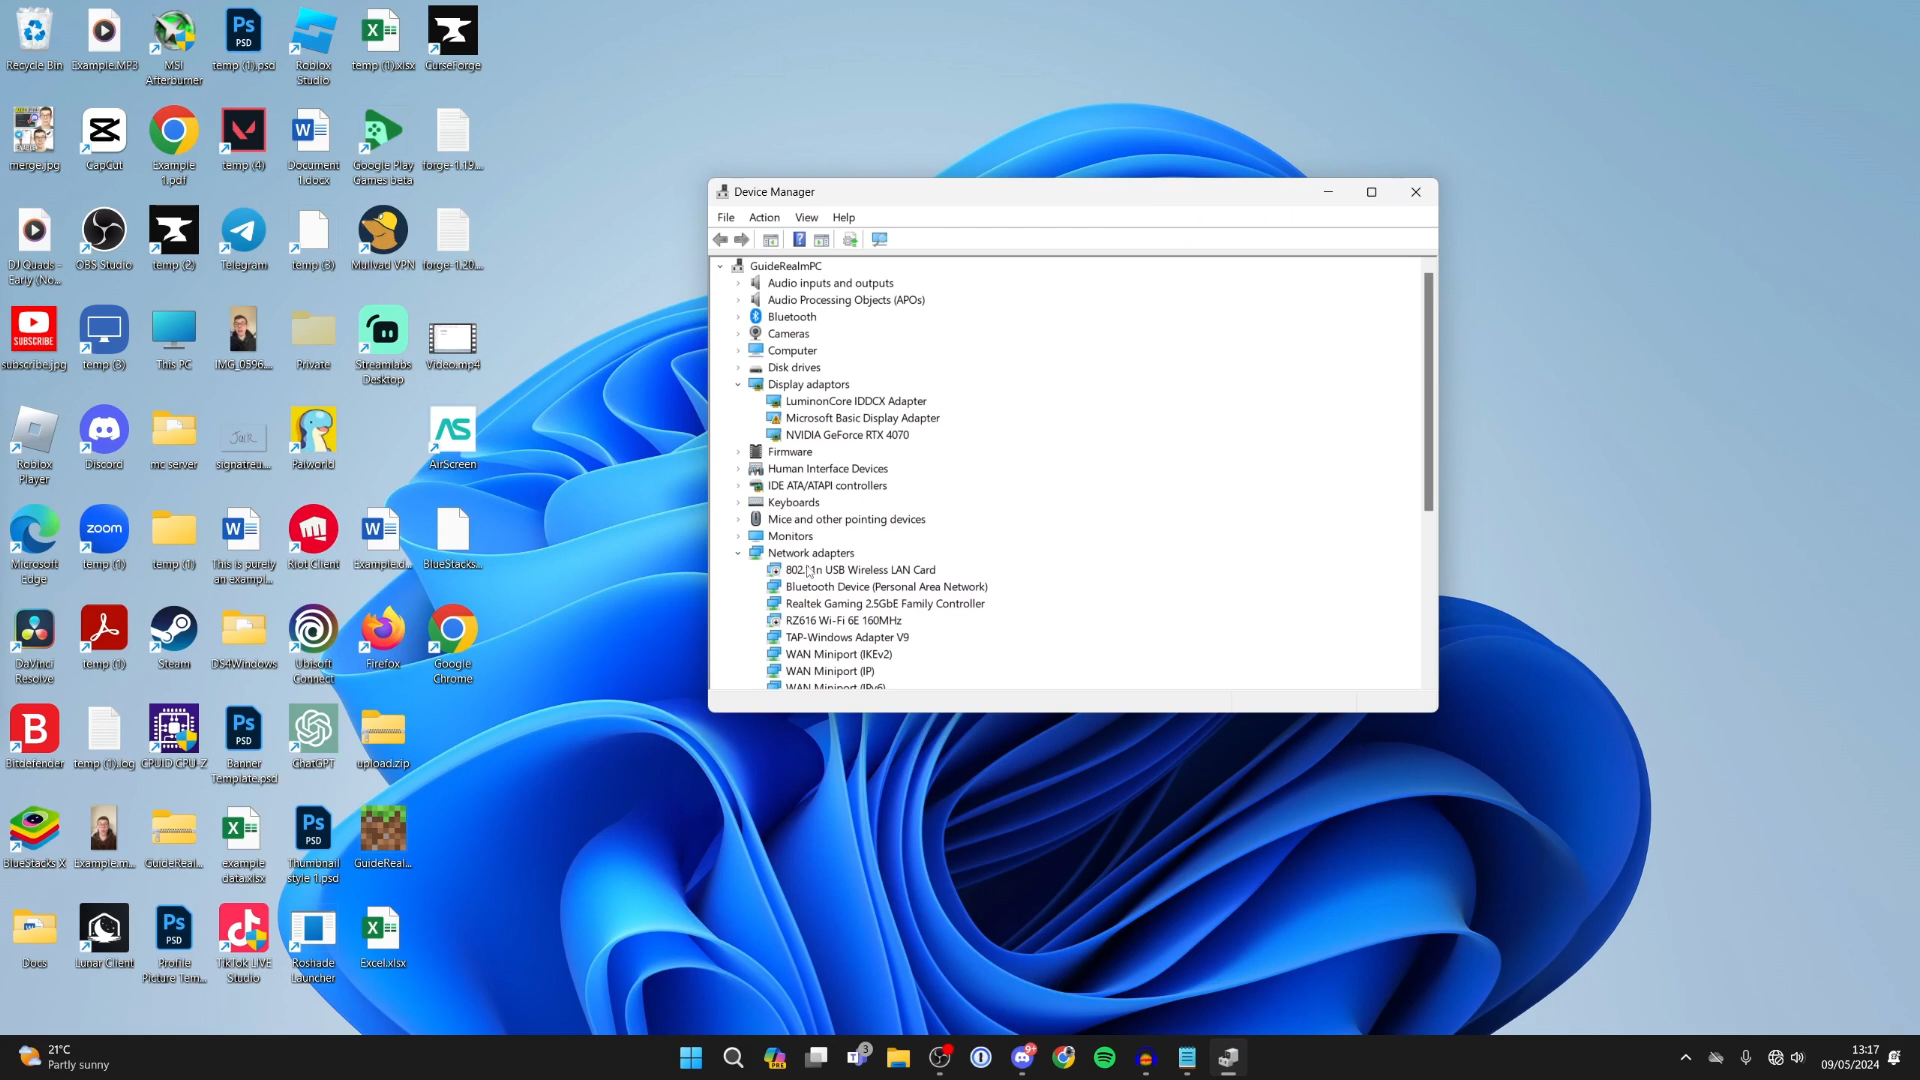 Recycle Bin
Example.MP3
MSI Afterburner
temp (1).psd
Roblox Studio
temp (1).xlsx
CurseForge
merge.jpg
CapCut
Example 1.pdf
temp (4)
Document 1.docx
Google Play Games beta
forge-1.19...
DJ Quads - Early (No...
OBS Studio
temp (2)
Telegram
temp (3)
Mullvad VPN
forge-1.20...
SUBSCRIBE
subscribe.jpg
temp (3)
This PC
IMG_0596...
Private
Streamlabs Desktop
Video.mp4
Roblox Player
Discord
mc server
signatreu...
Palworld
AS
AirScreen
Microsoft Edge
zoom
temp (1)
temp (1)
This is purely an exampl...
Riot Client
Example.d...
BlueStacks...
DaVinci Resolve
temp (1)
Steam
DS4Windows
Ubisoft Connect
Firefox
Google Chrome
Bitdefender
temp (1).log
CPUID CPU-Z
Banner Template.psd
ChatGPT
upload.zip
BlueStacks X
Example.m...
GuideReal...
example data.xlsx
Thumbnail style 1.psd
GuideReal...
Docs
Lunar Client
Profile Picture Tem...
TikTok LIVE Studio
Roshade Launcher
Excel.xlsx
Device Manager
File Action View Help
GuideRealmPC
Audio inputs and outputs
Audio Processing Objects (APOs)
Bluetooth
Cameras
Computer
Disk drives
Display adaptors
LuminonCore IDDCX Adapter
Microsoft Basic Display Adapter
NVIDIA GeForce RTX 4070
Firmware
Human Interface Devices
IDE ATA/ATAPI controllers
Keyboards
Mice and other pointing devices
Monitors
Network adapters
802.11n USB Wireless LAN Card
Bluetooth Device (Personal Area Network)
Realtek Gaming 2.5GbE Family Controller
RZ616 Wi-Fi 6E 160MHz
TAP-Windows Adapter V9
WAN Miniport (IKEv2)
WAN Miniport (IP)
WAN Miniport (IPv6)
21°C
Partly sunny
3
9+
13:17
09/05/2024